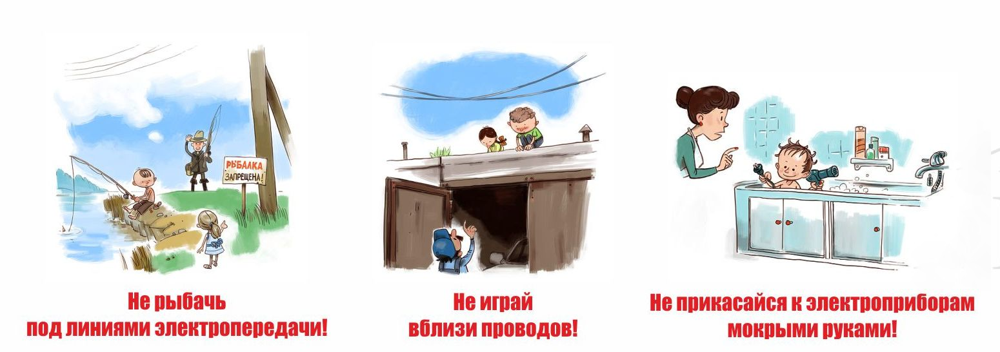 РЫБАЛКА
ЗАПРЕЩЕНА!
Не рыбачь
под линиями электропередачи!
Не играй
вблизи проводов!
Не прикасайся к электроприборам
мокрыми руками!